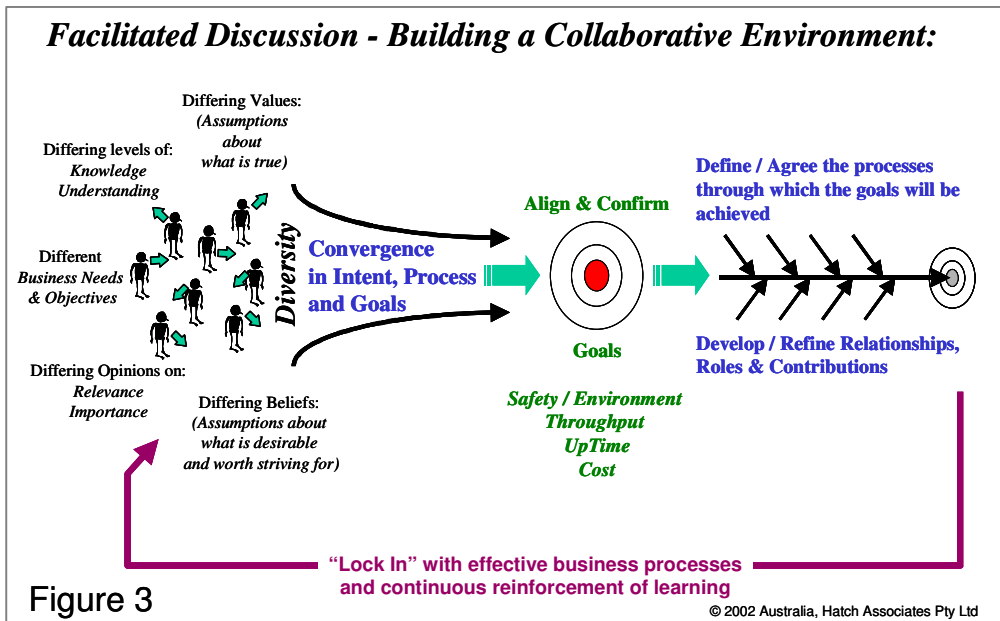 Facilitated Discussion - Building a Collaborative Environment:
Differing Values:
(Assumptions
about
what is true)
Differing levels of:
Knowledge
Understanding
Different
Business Needs
& Objectives
Differing Opinions on:
Relevance
Importance
Differing Beliefs:
(Assumptions about
what is desirable
and worth striving for)
Diversity
Convergence
in Intent, Process
and Goals
Align & Confirm
Goals
Safety / Environment
Throughput
UpTime
Cost
Define / Agree the processes
through which the goals will be
achieved
Develop / Refine Relationships,
Roles & Contributions
“Lock In” with effective business processes
and continuous reinforcement of learning
Figure 3
© 2002 Australia, Hatch Associates Pty Ltd